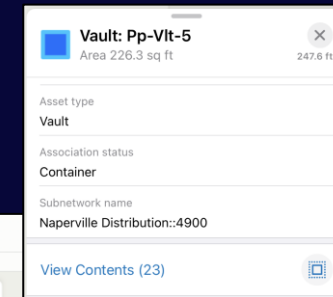 Vault: Pp-Vlt-5
Area 226.3 sq ft
247.6 ft
Asset type
Vault
Association status
Container
Subnetwork name
Naperville Distribution::4900
View Contents (23)